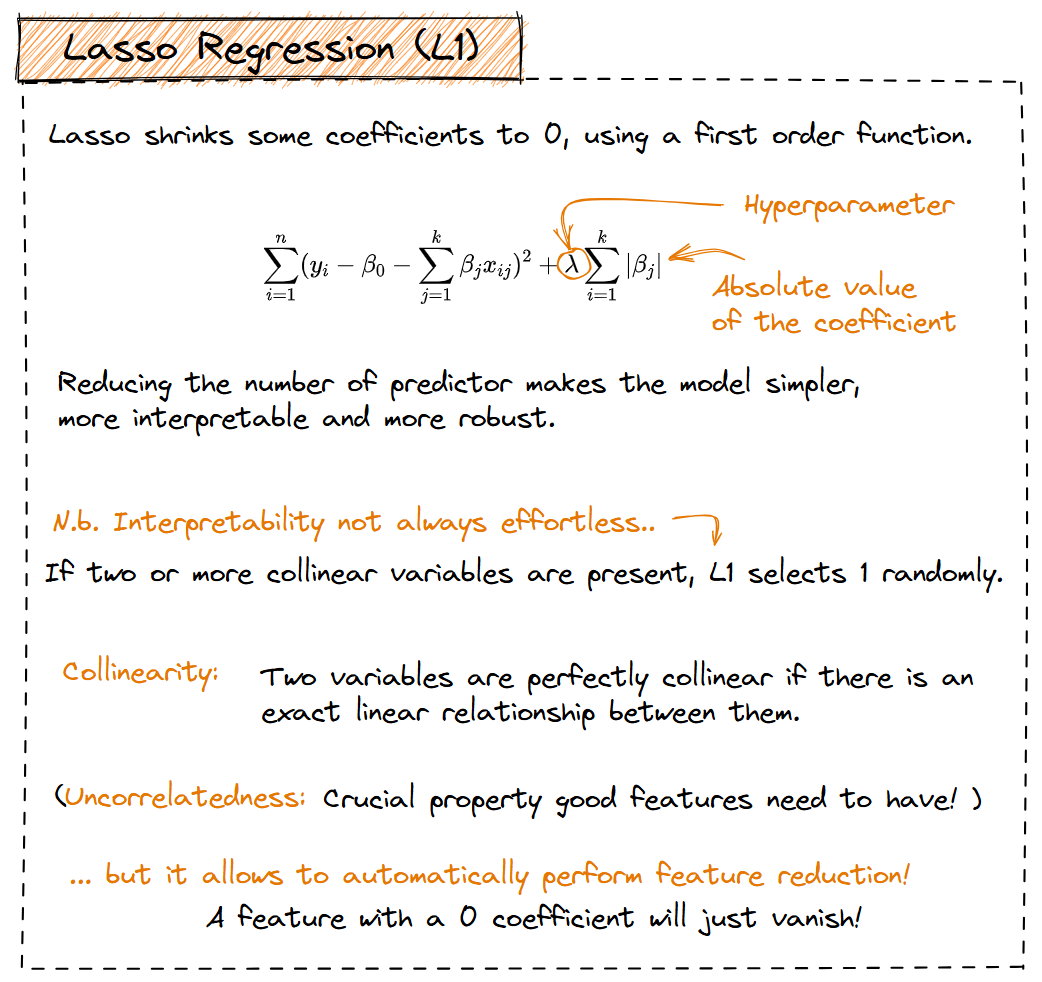 Lasso Regression (L1)
Lasso shrinks some coefficients to 0, using a first order function.
Hyperparameter
\sum_{i=1}^{n}(y_i - \beta_0 - \sum_{j=1}^{k} \beta_j x_{ij})^2 + \lambda \sum_{i=1}^{k} |\beta_j|
Absolute value
of the coefficient
Reducing the number of predictor makes the model simpler,
more interpretable and more robust.
N.b. Interpretability not always effortless..
If two or more collinear variables are present, L1 selects 1 randomly.
Collinearity: Two variables are perfectly collinear if there is an
exact linear relationship between them.
(Uncorrelatedness: Crucial property good features need to have! )
... but it allows to automatically perform feature reduction!
A feature with a 0 coefficient will just vanish!